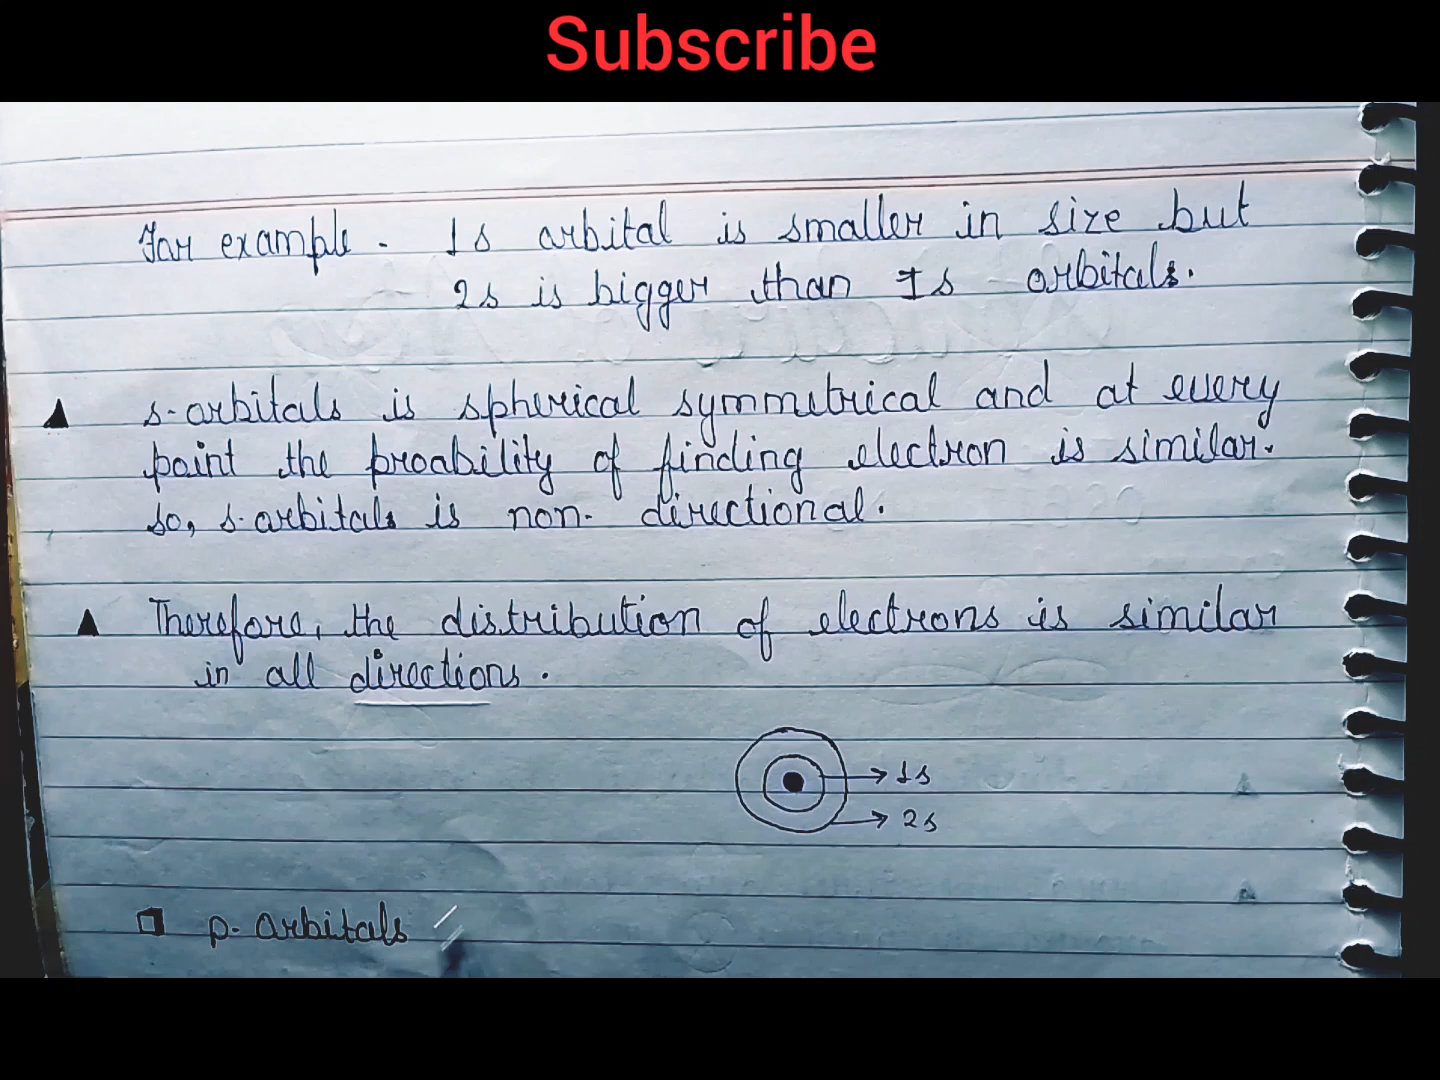 Subscribe
For example - 1s orbital is smaller in size but
2s is bigger than 1s orbitals.
▲ s-orbitals is spherical symmetrical and at every
point the proability of finding electron is similar.
so, s-orbitals is non-directional.
▲ Therefore, the distribution of electrons is similar
in all directions.
→ 1s
→ 2s
p-orbitals